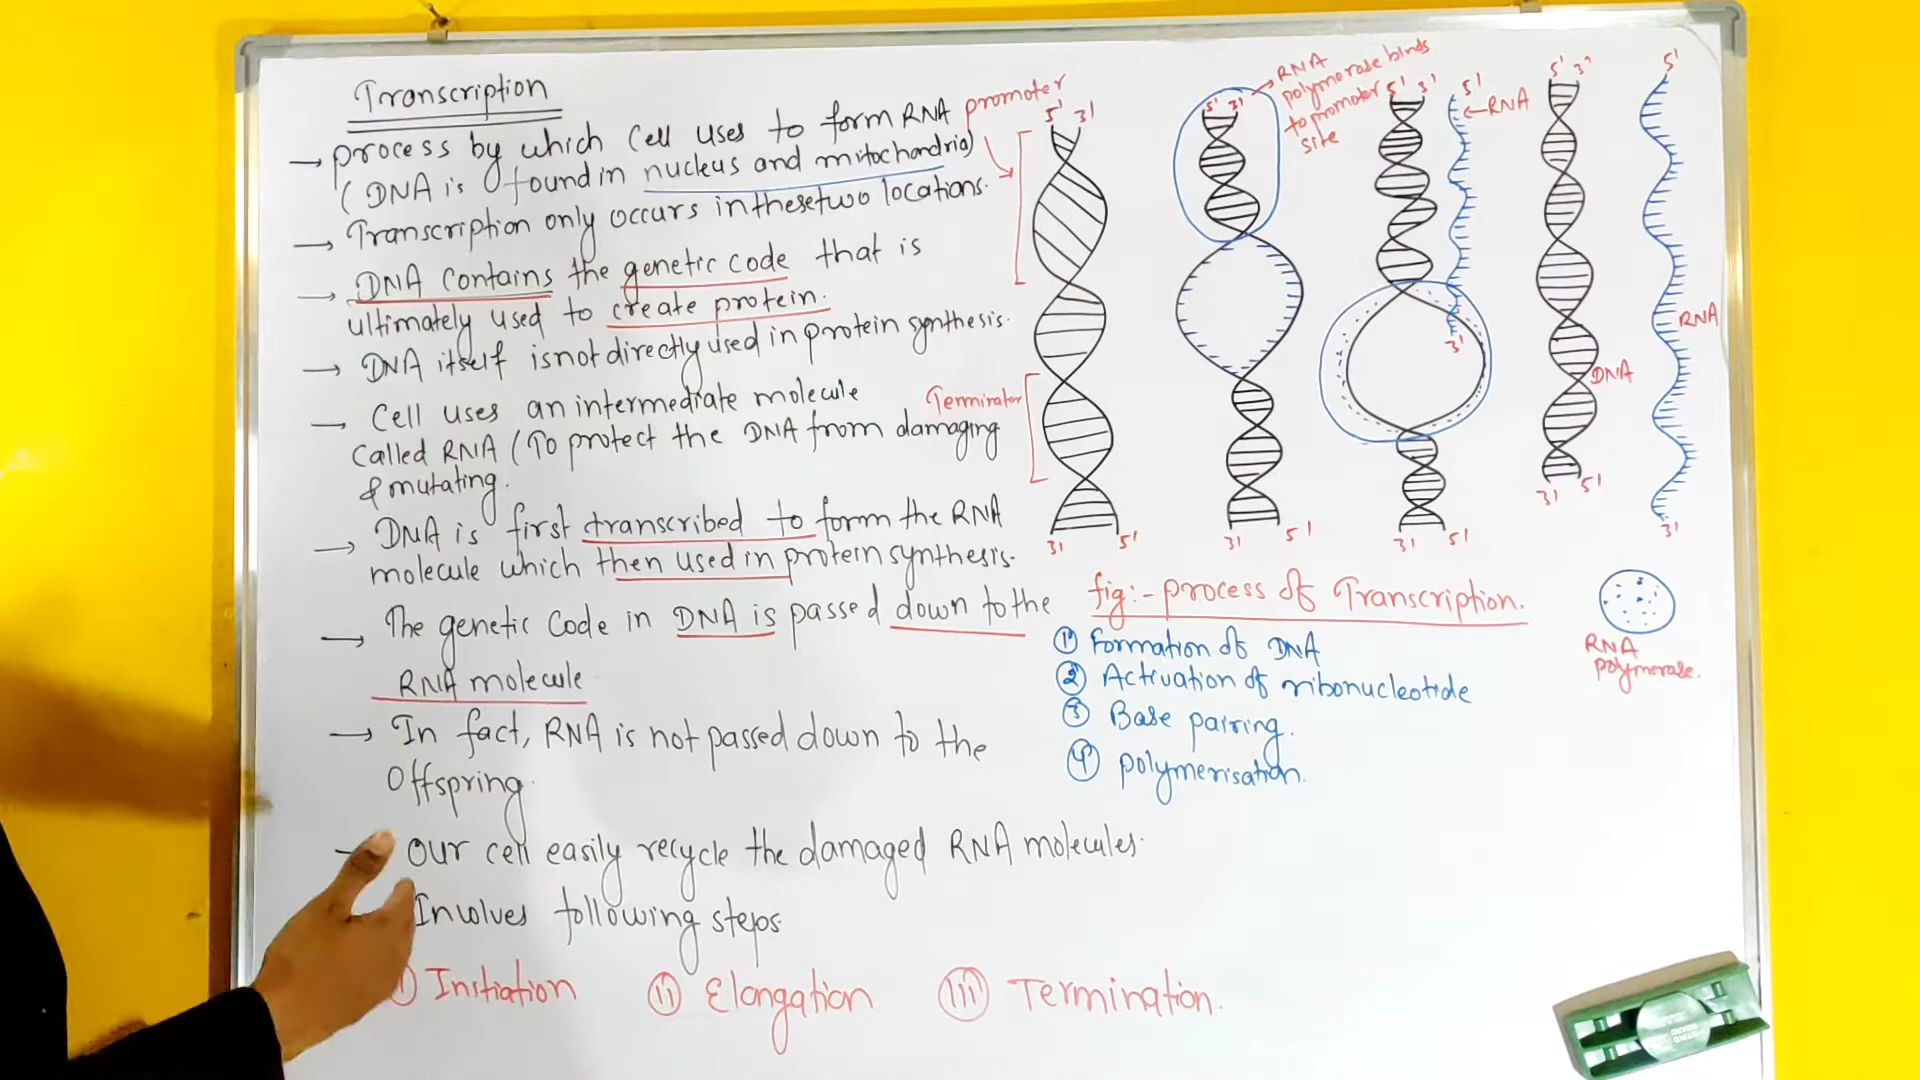 Transcription
→ process by which Cell uses to form RNA
( DNA is found in nucleus and mitochondria)
→ Transcription only occurs in these two locations.
→ DNA contains the genetic code that is
ultimately used to create protein.
→ DNA itself is not directly used in protein synthesis.
→ Cell uses an intermediate molecule
Called RNA (To protect the DNA from damaging
& mutating.
→ DNA is first transcribed to form the RNA
molecule which then used in protein synthesis.
→ The genetic Code in DNA is passed down to the
RNA molecule
→ In fact, RNA is not passed down to the
Offspring.
Our cell easily recycle the damaged RNA molecules.
Involves following steps
Initiation (ii) Elongation (iii) Termination.
promoter
5' 3'
Terminator
3' 5'
5' 3'
RNA
polymerase binds
to promoter
site
3' 5'
5' 3'
5'
RNA
3'
3' 5'
5' 3'
DNA
3' 5'
5'
RNA
3'
fig:- process of Transcription.
① Formation of DNA
② Activation of ribonucleotide
③ Base pairing.
④ polymerisation.
RNA
polymerase.